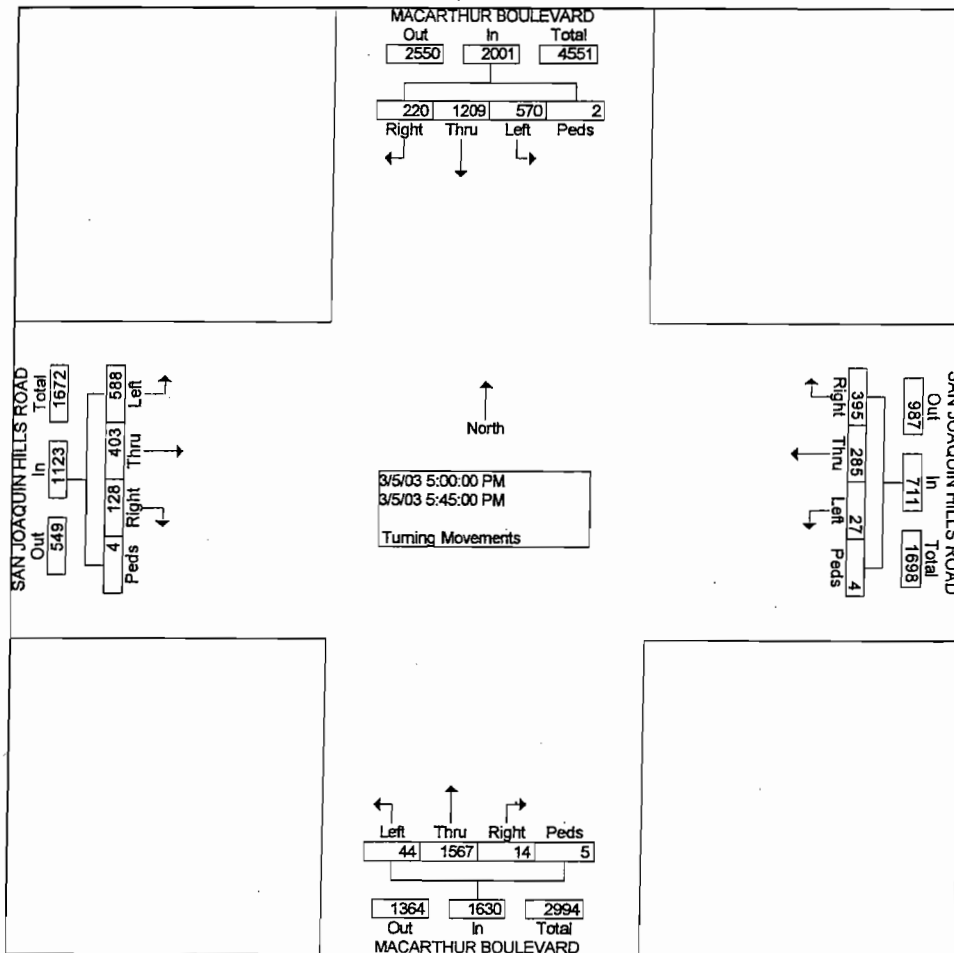 MACARTHUR BOULEVARD
Out In Total
2550 2001 4551
220 1209 570 2
Right Thru Left Peds
SAN JOAQUIN HILLS ROAD
Total In Out
1672 1123 549
588 403 128 4
Left Thru Right Peds
North
3/5/03 5:00:00 PM
3/5/03 5:45:00 PM
Turning Movements
Right Thru Left Peds
395 285 27 4
987 711 1698
Out In Total
SAN JOAQUIN HILLS ROAD
Left Thru Right Peds
44 1567 14 5
1364 1630 2994
Out In Total
MACARTHUR BOULEVARD